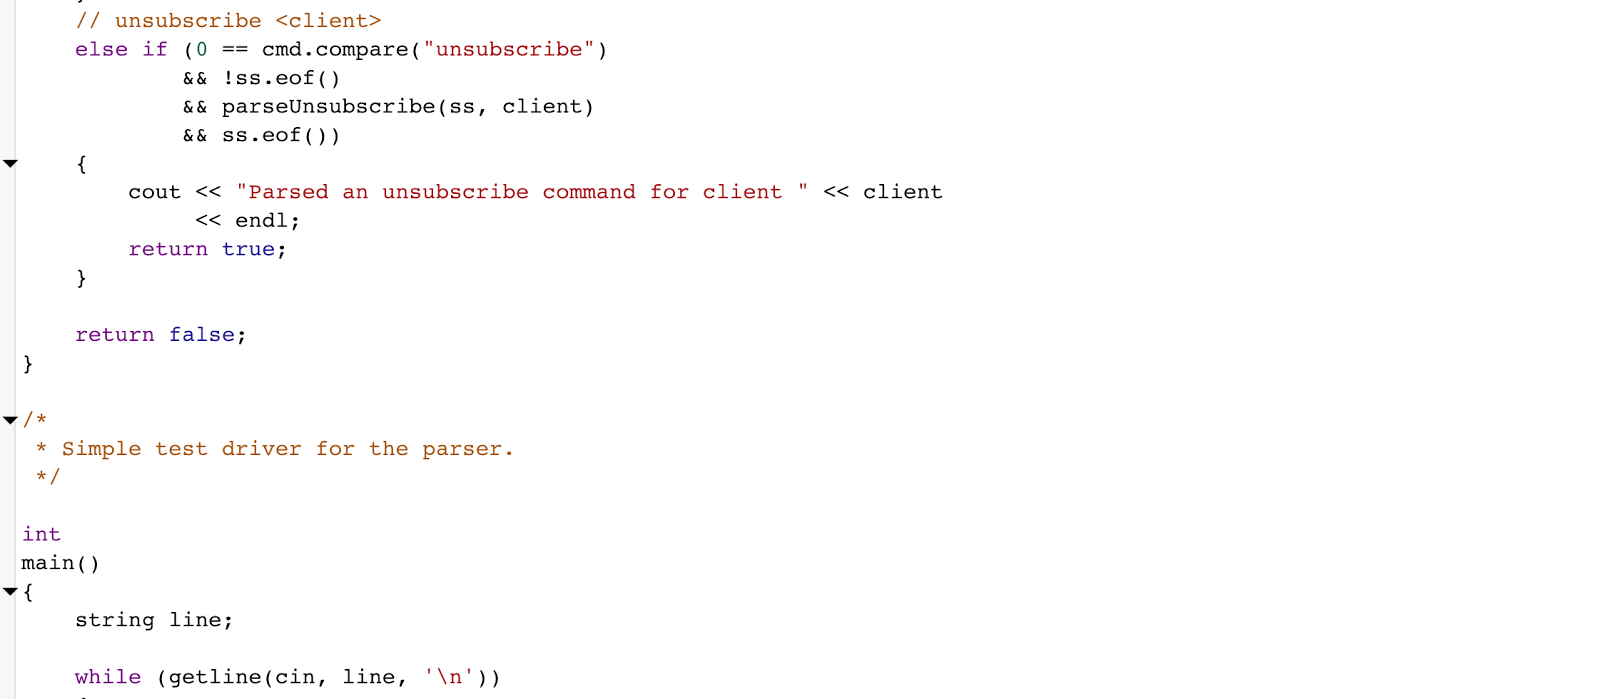 // unsubscribe <client>
else if (0 == cmd.compare("unsubscribe")
&& !ss.eof()
&& parseUnsubscribe(ss, client)
&& ss.eof())
{
cout << "Parsed an unsubscribe command for client " << client
<< endl;
return true;
}
return false;
}
/*
* Simple test driver for the parser.
*/
int
main()
{
string line;
while (getline(cin, line, '\n'))